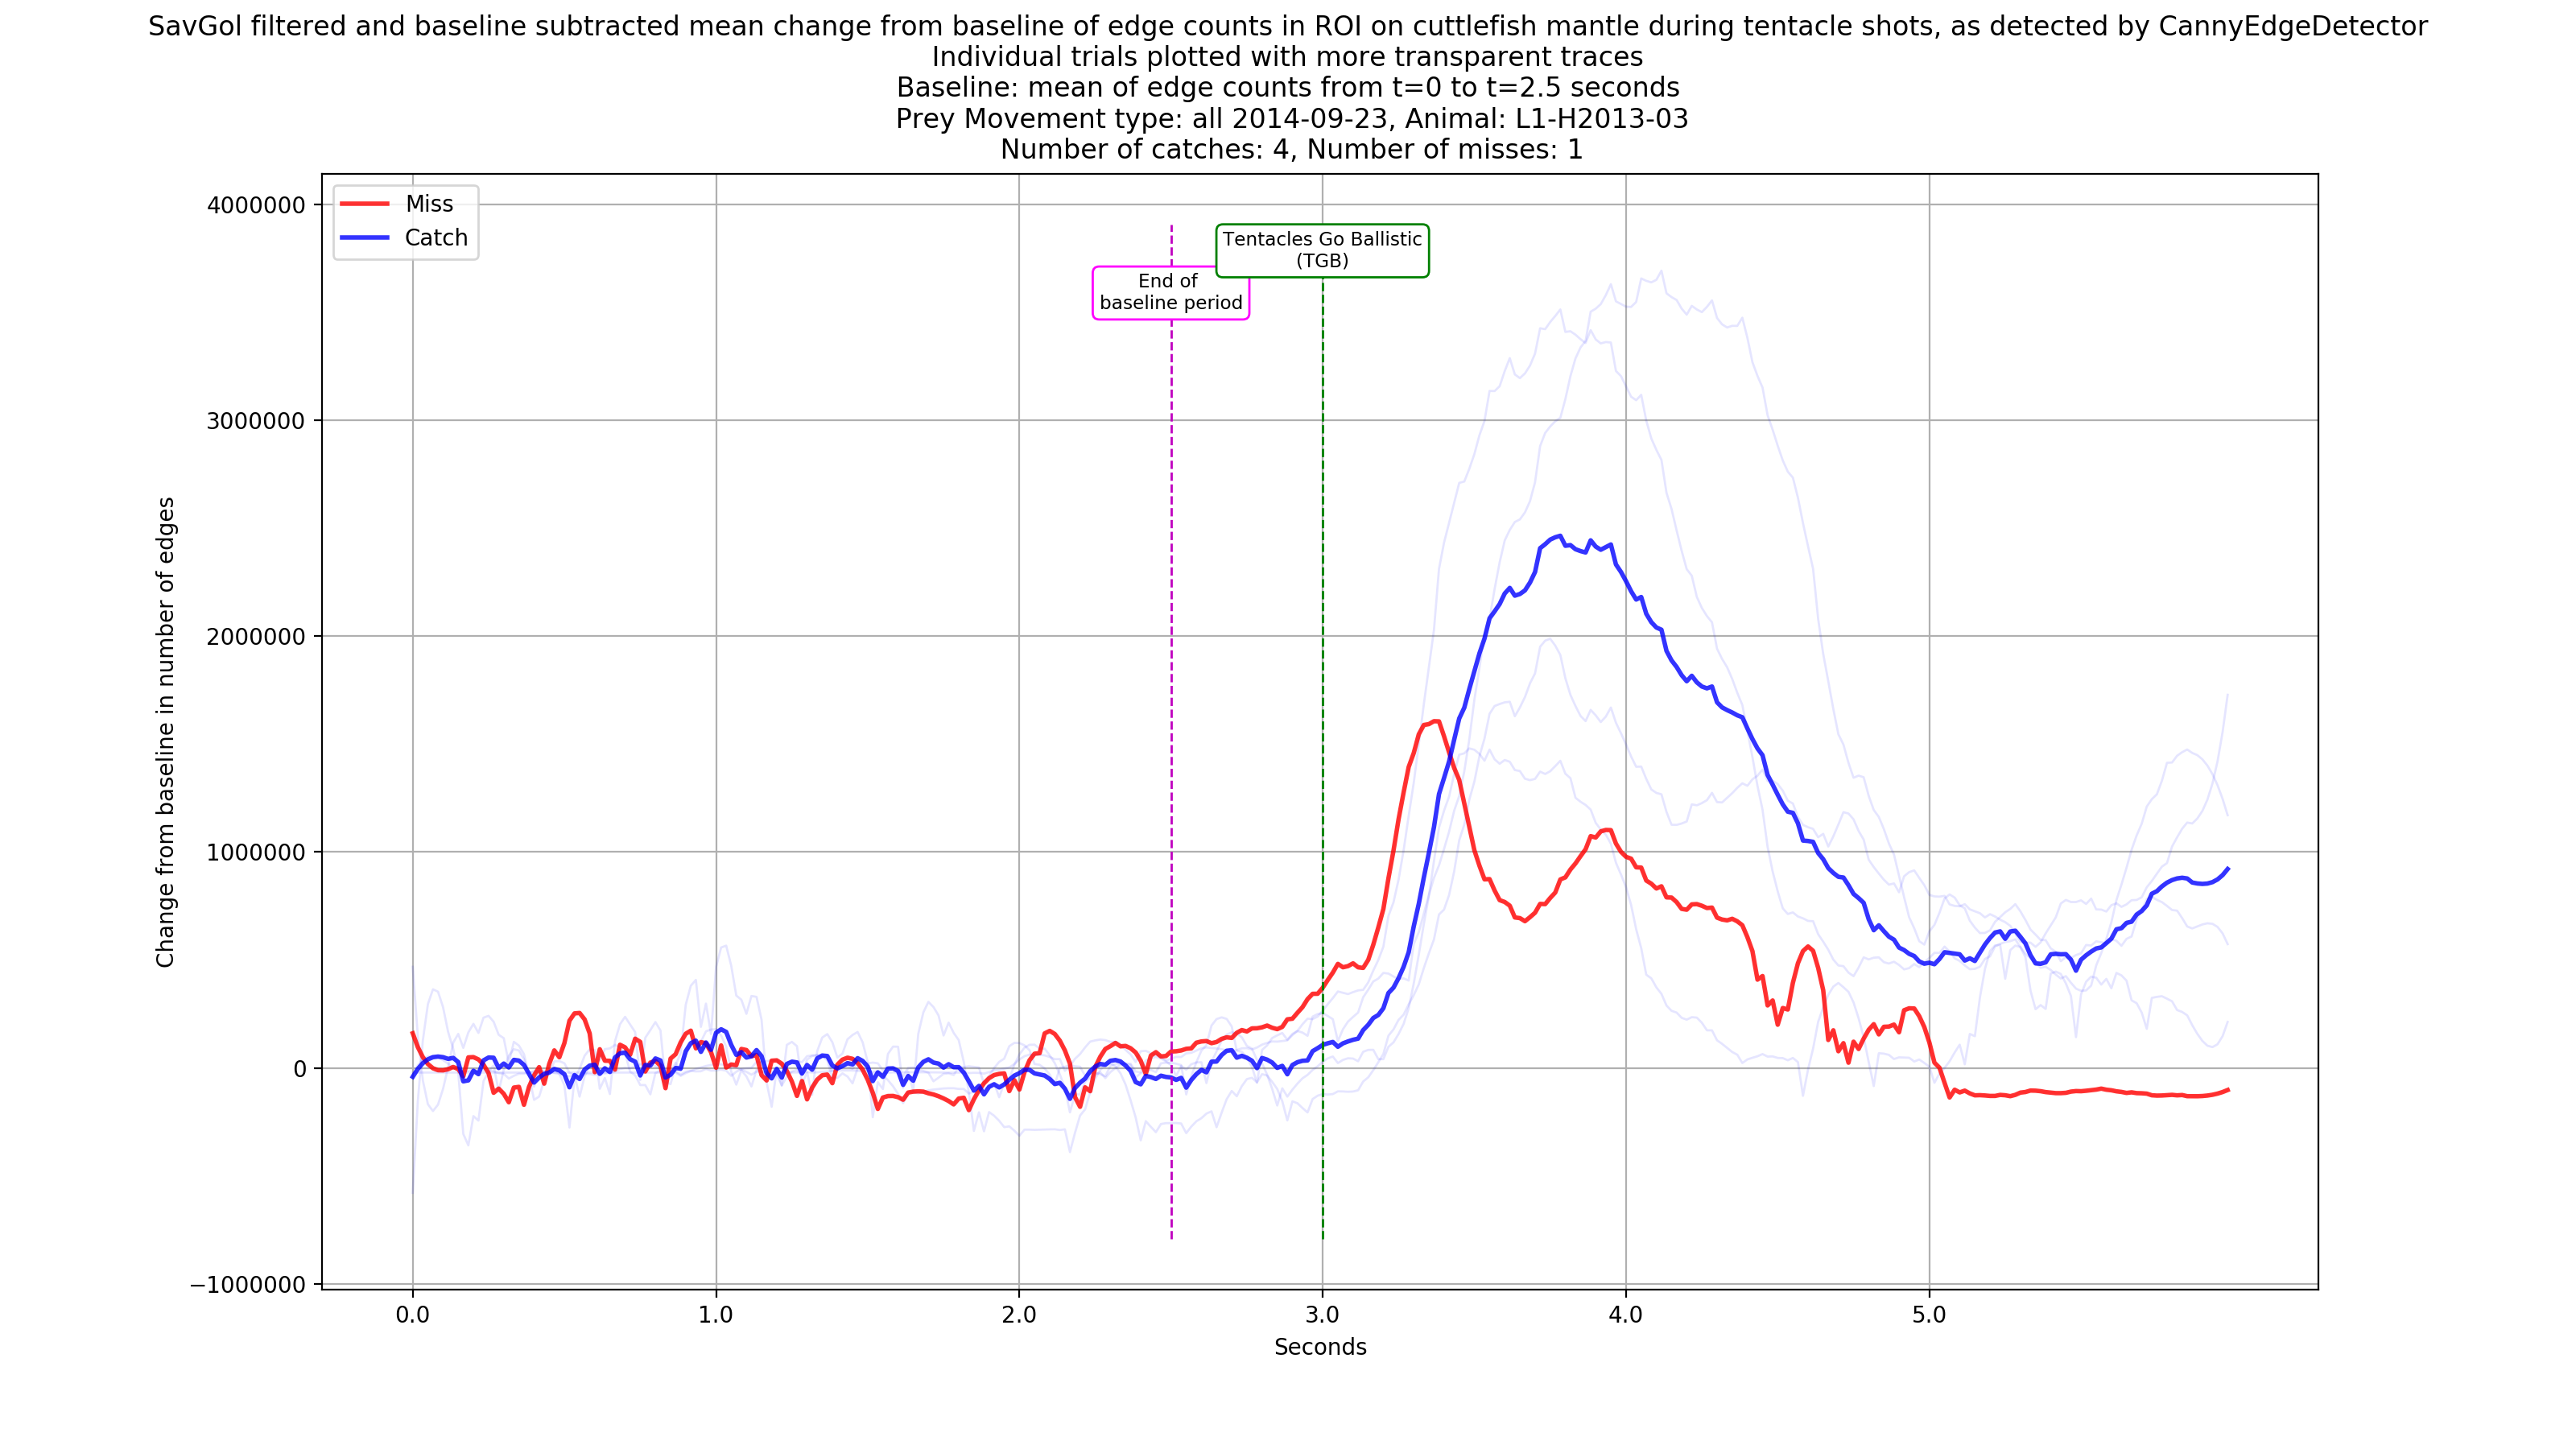 SavGol filtered and baseline subtracted mean change from baseline of edge counts in ROI on cuttlefish mantle during tentacle shots, as detected by CannyEdgeDetector
Individual trials plotted with more transparent traces
Baseline: mean of edge counts from t=0 to t=2.5 seconds
Prey Movement type: all 2014-09-23, Animal: L1-H2013-03
Number of catches: 4, Number of misses: 1
Miss
Catch
Tentacles Go Ballistic
(TGB)
End of
baseline period
Change from baseline in number of edges
4000000
3000000
2000000
1000000
0
−1000000
0.0
1.0
2.0
3.0
4.0
5.0
Seconds